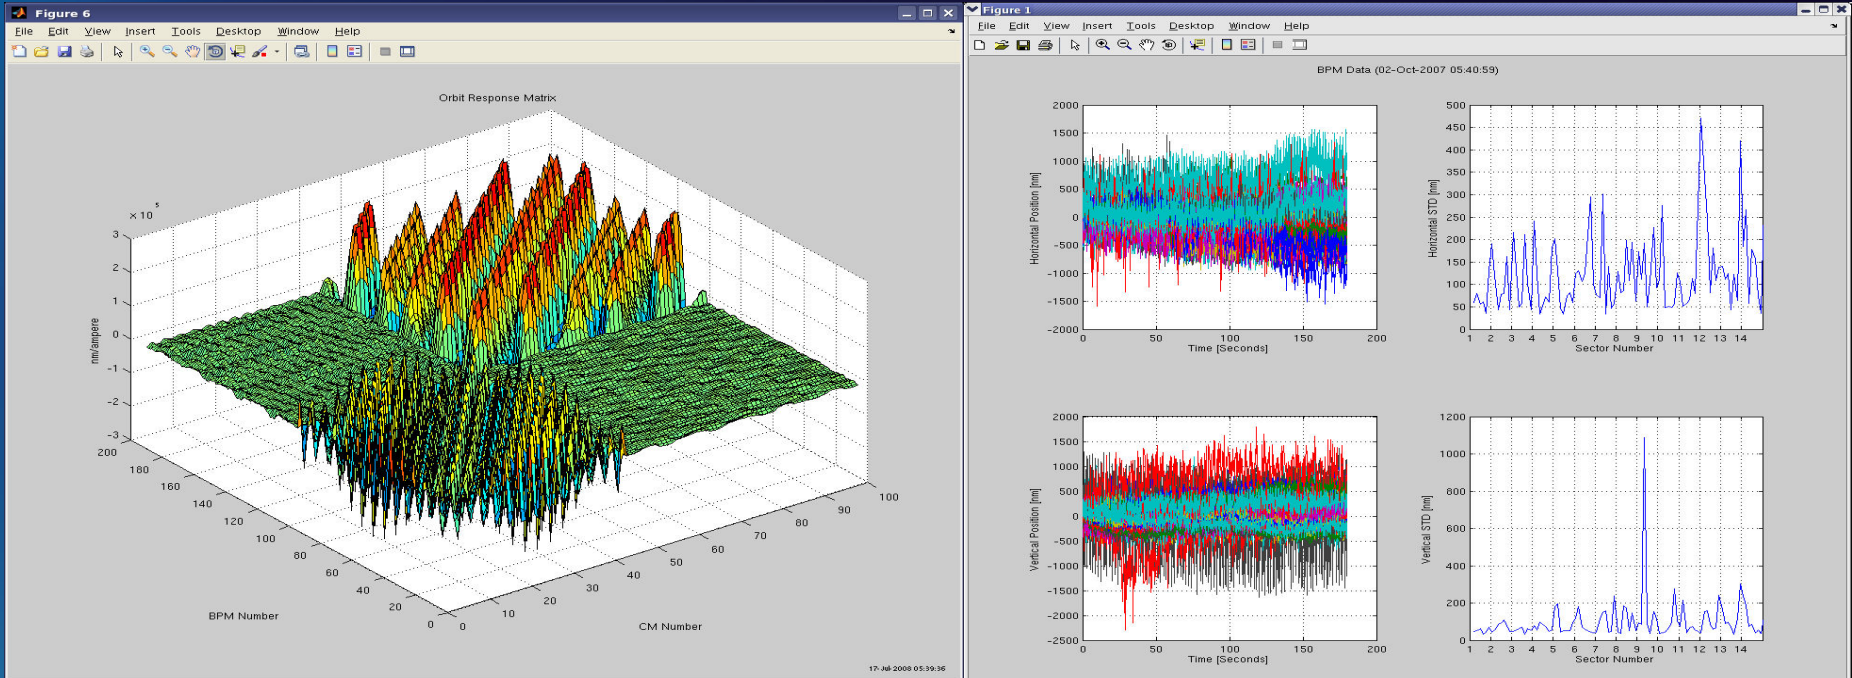 Figure 6
File Edit View Insert Tools Desktop Window Help
Orbit Response Matrix
× 10 5
3
2
1
0
-1
-2
-3
nm/ampere
200
180
160
140
120
100
80
60
40
20
0
BPM Number
0
10
20
30
40
50
60
70
80
90
100
CM Number
17-Jul-2008 05:39:36
Figure 1
File Edit View Insert Tools Desktop Window Help
BPM Data (02-Oct-2007 05:40:59)
2000
1500
1000
500
0
-500
-1000
-1500
-2000
Horizontal Position [nm]
0 50 100 150 200
Time [Seconds]
500
450
400
350
300
250
200
150
100
50
0
Horizontal STD [nm]
1 2 3 4 5 6 7 8 9 10 11 12 13 14
Sector Number
2000
1500
1000
500
0
-500
-1000
-1500
-2000
-2500
Vertical Position [nm]
0 50 100 150 200
Time [Seconds]
1200
1000
800
600
400
200
0
Vertical STD [nm]
1 2 3 4 5 6 7 8 9 10 11 12 13 14
Sector Number